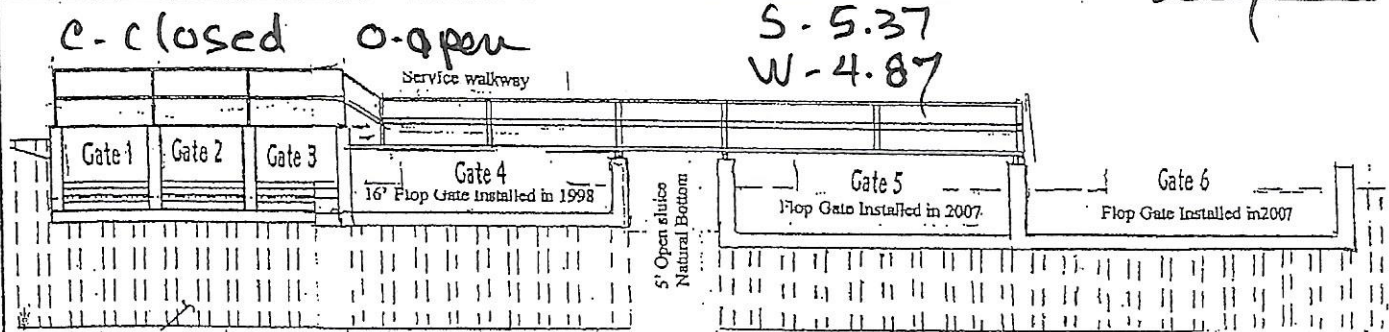 C-Closed O-open
S - 5.37
W - 4.87
Service walkway
Gate 1
Gate 2
Gate 3
Gate 4
16' Flop Gate Installed in 1998
5' Open sluice
Natural Bottom
Gate 5
Flop Gate Installed in 2007
Gate 6
Flop Gate Installed in2007